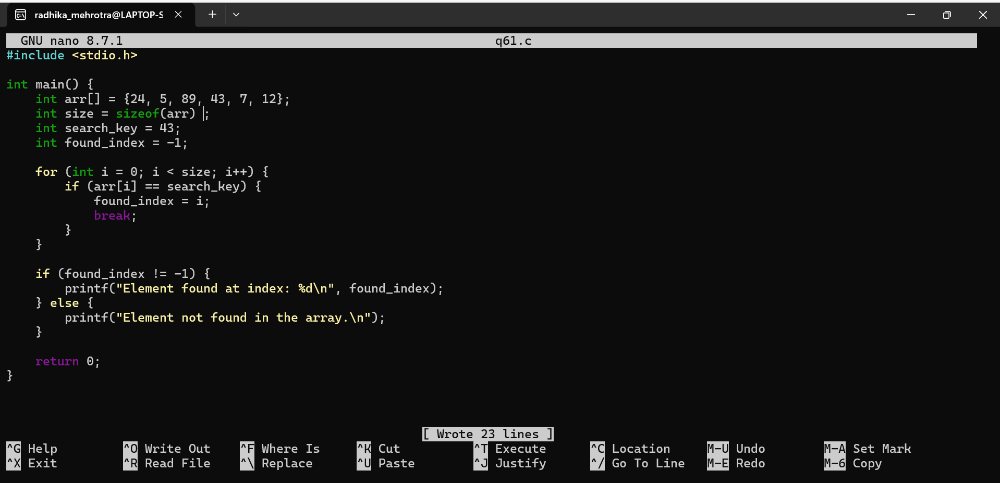 radhika_mehrotra@LAPTOP-S
GNU nano 8.7.1 q61.c
#include <stdio.h>
int main() {
    int arr[] = {24, 5, 89, 43, 7, 12};
    int size = sizeof(arr) ;
    int search_key = 43;
    int found_index = -1;
    for (int i = 0; i < size; i++) {
        if (arr[i] == search_key) {
            found_index = i;
            break;
        }
    }
    if (found_index != -1) {
        printf("Element found at index: %d\n", found_index);
    } else {
        printf("Element not found in the array.\n");
    }
    return 0;
}
[ Wrote 23 lines ]
^G Help ^O Write Out ^F Where Is ^K Cut ^T Execute ^C Location M-U Undo M-A Set Mark
^X Exit ^R Read File ^\ Replace ^U Paste ^J Justify ^/ Go To Line M-E Redo M-6 Copy